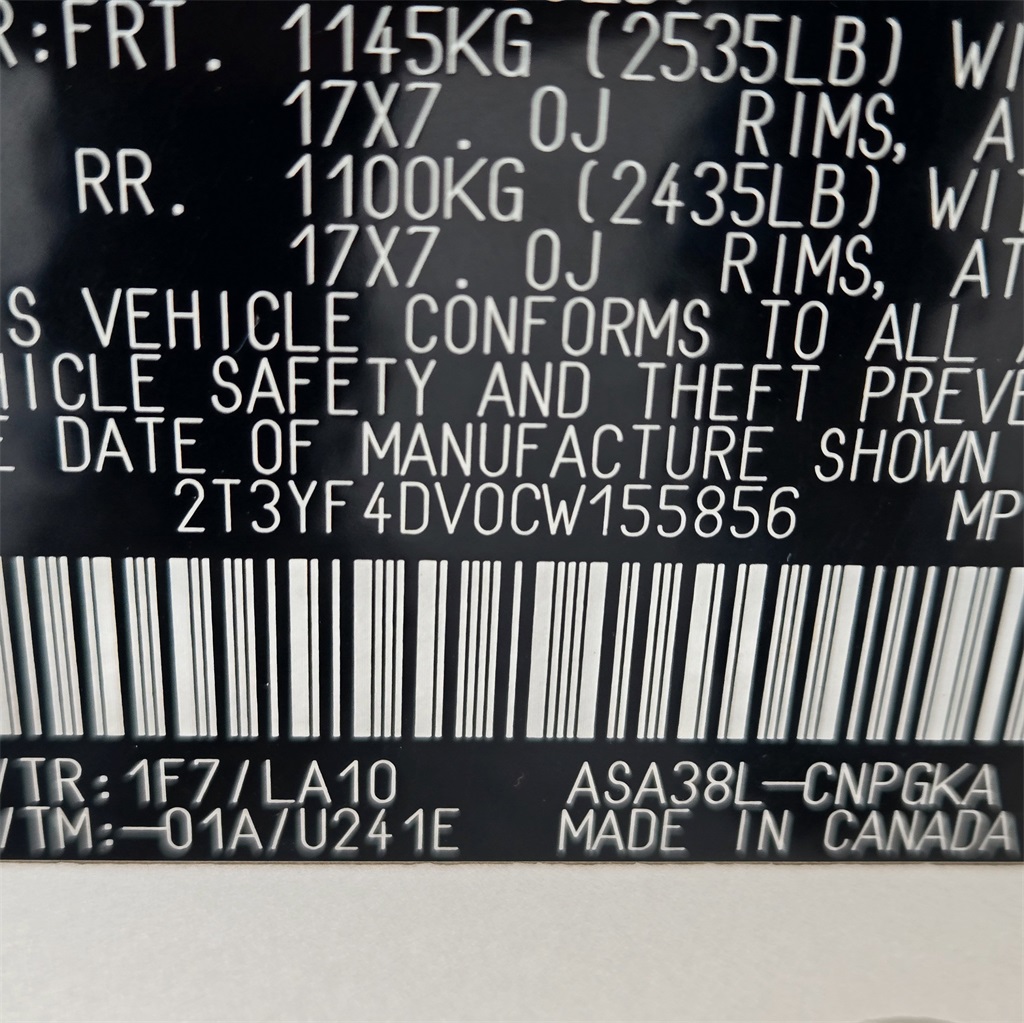 R:FRT. 1145KG (2535LB) WI
17X7. 0J RIMS, A
RR. 1100KG (2435LB) WIT
17X7. 0J RIMS, AT
S VEHICLE CONFORMS TO ALL A
HICLE SAFETY AND THEFT PREVE
E DATE OF MANUFACTURE SHOWN
2T3YF4DV0CW155856 MP
/TR: 1F7/LA10 ASA38L-CNPGKA
/TM:-01A/U241E MADE IN CANADA